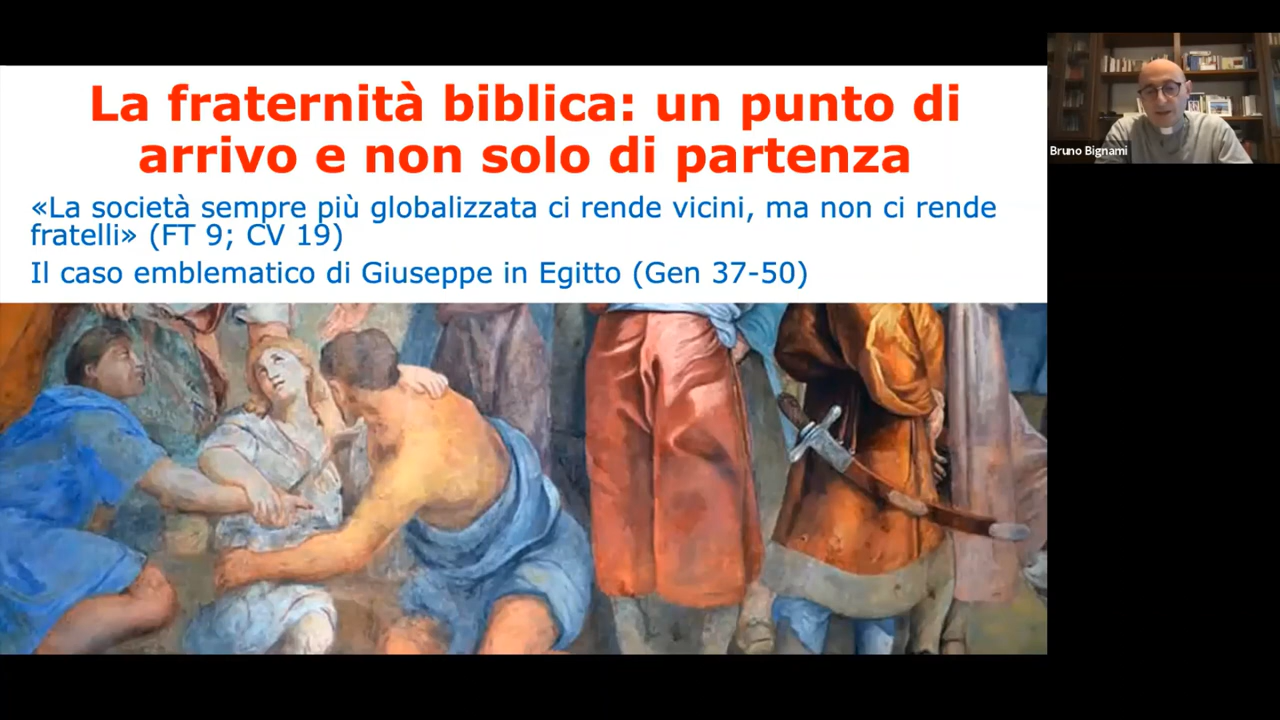 La fraternità biblica: un punto di
arrivo e non solo di partenza
«La società sempre più globalizzata ci rende vicini, ma non ci rende
fratelli» (FT 9; CV 19)
Il caso emblematico di Giuseppe in Egitto (Gen 37-50)
Bruno Bignami